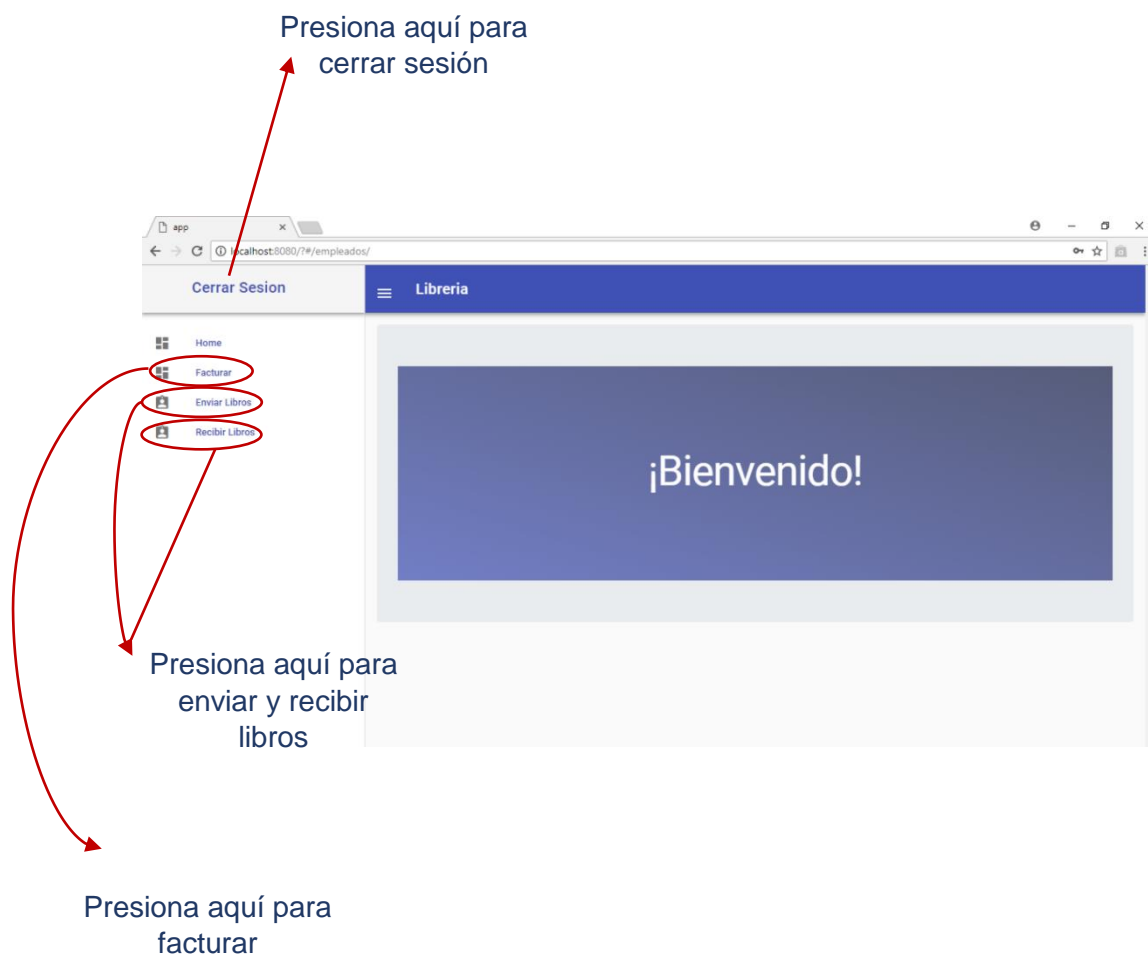 Presiona aquí para
cerrar sesión
app
localhost:8080/?#/empleados/
Cerrar Sesion
Libreria
Home
Facturar
Enviar Libros
Recibir Libros
¡Bienvenido!
Presiona aquí para
enviar y recibir
libros
Presiona aquí para
facturar